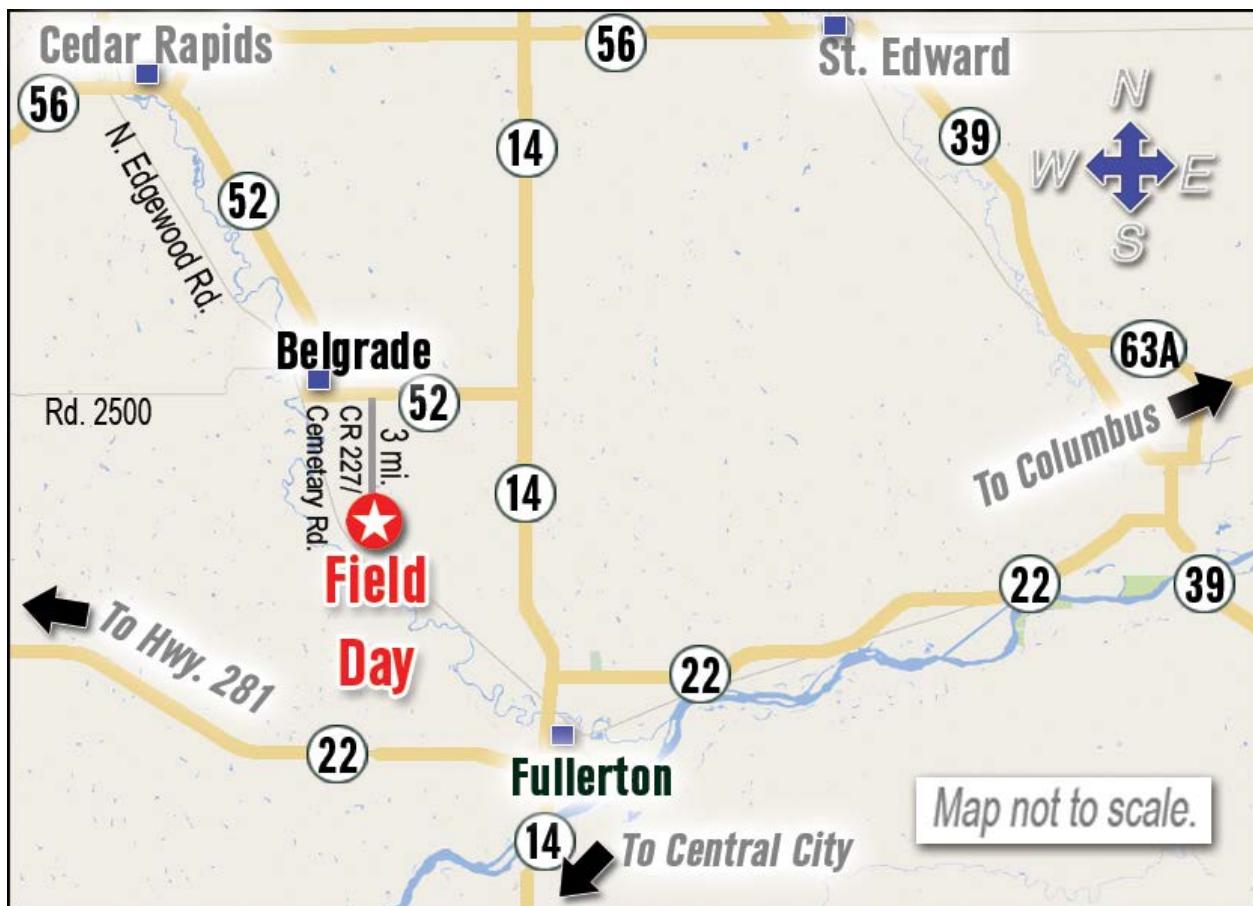 Cedar Rapids
56
St. Edward
56
14
39
N
W E
S
N. Edgewood Rd.
52
Belgrade
63A
52
Rd. 2500
To Columbus
3 mi.
CR 227/
Cemetary Rd.
14
Field
Day
22
39
To Hwy. 281
22
22
Fullerton
Map not to scale.
14
To Central City